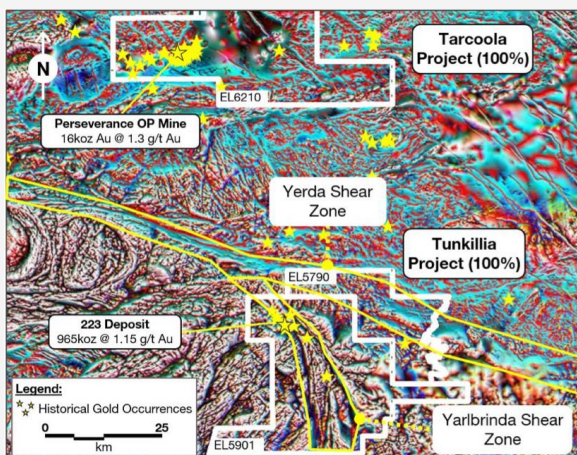 Tarcoola
Project (100%)
N
EL6210
Perseverance OP Mine
16koz Au @ 1.3 g/t Au
Yerda Shear
Zone
Tunkillia
Project (100%)
EL5790
223 Deposit
965koz @ 1.15 g/t Au
Legend:
Historical Gold Occurrences
0 25
km
EL5901
Yarlbrinda Shear
Zone